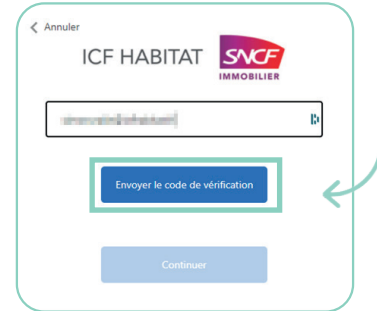 Annuler
ICF HABITAT SNCF
IMMOBILIER
Envoyer le code de vérification
Continuer